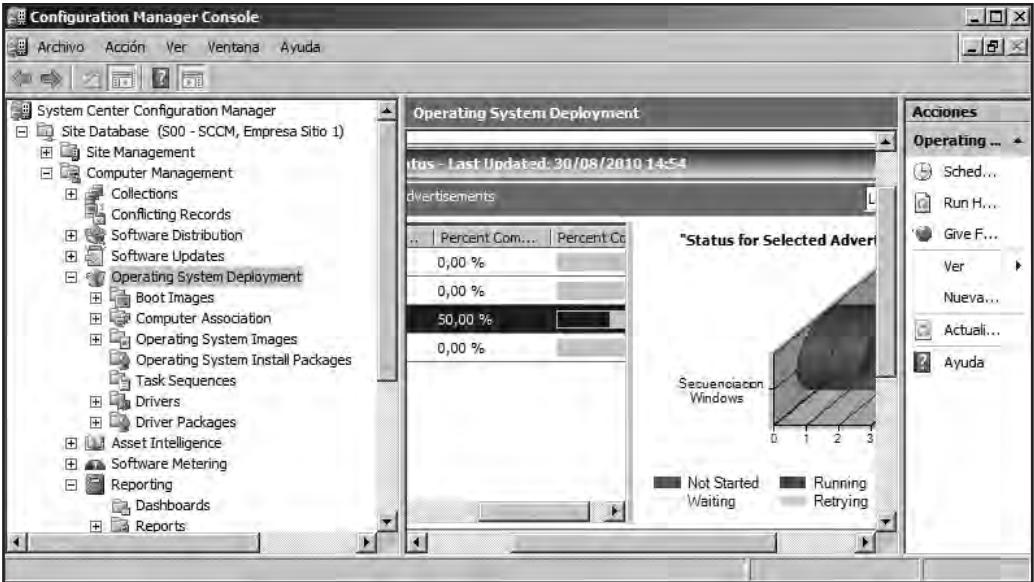 Configuration Manager Console
Archivo Acción Ver Ventana Ayuda
System Center Configuration Manager
Site Database (S00 - SCCM, Empresa Sitio 1)
Site Management
Computer Management
Collections
Conflicting Records
Software Distribution
Software Updates
Operating System Deployment
Boot Images
Computer Association
Operating System Images
Operating System Install Packages
Task Sequences
Drivers
Driver Packages
Asset Intelligence
Software Metering
Reporting
Dashboards
Reports
Operating System Deployment
tus - Last Updated: 30/08/2010 14:54
dvertisements
L
.. Percent Com... Percent Co
0,00 %
0,00 %
50,00 %
0,00 %
"Status for Selected Advert
Secuenciacion
Windows
0 1 2 3
Not Started Running
Waiting Retrying
Acciones
Operating ...
Sched...
Run H...
Give F...
Ver
Nueva...
Actuali...
Ayuda